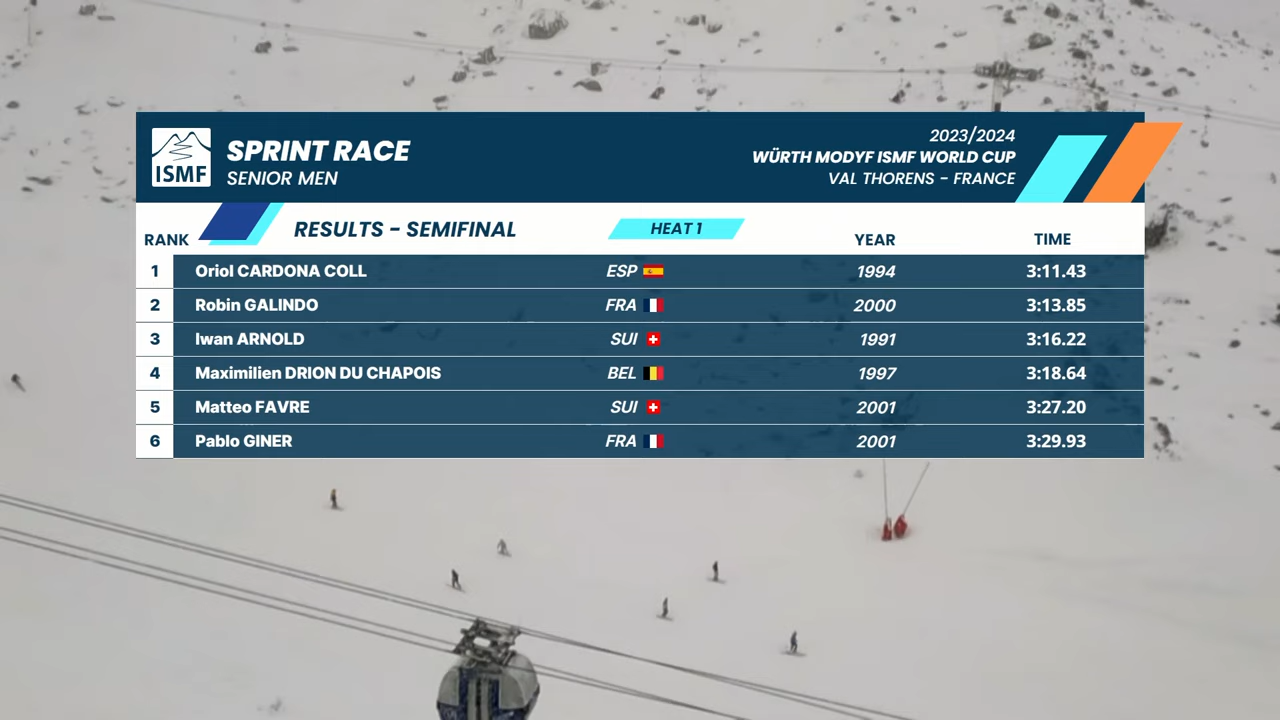 ISMF
SPRINT RACE
SENIOR MEN
2023/2024
WÜRTH MODYF ISMF WORLD CUP
VAL THORENS - FRANCE
RESULTS - SEMIFINAL
HEAT 1
RANK YEAR TIME
1 Oriol CARDONA COLL ESP 1994 3:11.43
2 Robin GALINDO FRA 2000 3:13.85
3 Iwan ARNOLD SUI 1991 3:16.22
4 Maximilien DRION DU CHAPOIS BEL 1997 3:18.64
5 Matteo FAVRE SUI 2001 3:27.20
6 Pablo GINER FRA 2001 3:29.93